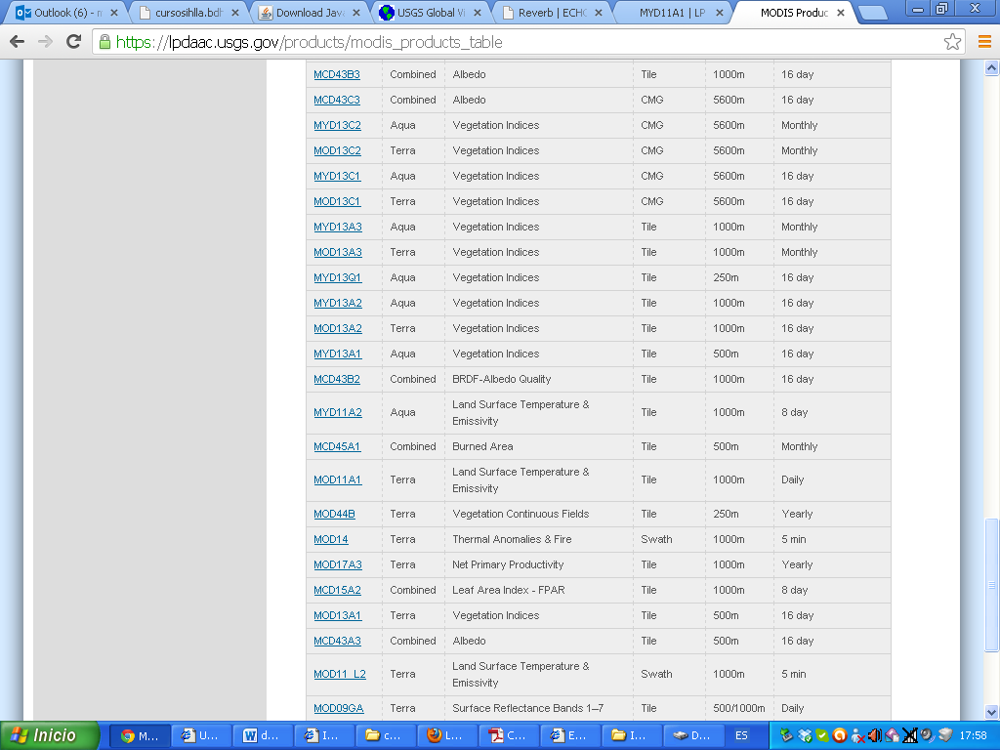 Outlook (6) - n
cursosihlla.bd
Download Java
USGS Global Vi
Reverb | ECHO
MYD11A1 | LP
MODIS Produc
https://lpdaac.usgs.gov/products/modis_products_table
MCD43B3 Combined Albedo Tile 1000m 16 day
MCD43C3 Combined Albedo CMG 5600m 16 day
MYD13C2 Aqua Vegetation Indices CMG 5600m Monthly
MOD13C2 Terra Vegetation Indices CMG 5600m Monthly
MYD13C1 Aqua Vegetation Indices CMG 5600m 16 day
MOD13C1 Terra Vegetation Indices CMG 5600m 16 day
MYD13A3 Aqua Vegetation Indices Tile 1000m Monthly
MOD13A3 Terra Vegetation Indices Tile 1000m Monthly
MYD13Q1 Aqua Vegetation Indices Tile 250m 16 day
MYD13A2 Aqua Vegetation Indices Tile 1000m 16 day
MOD13A2 Terra Vegetation Indices Tile 1000m 16 day
MYD13A1 Aqua Vegetation Indices Tile 500m 16 day
MCD43B2 Combined BRDF-Albedo Quality Tile 1000m 16 day
MYD11A2 Aqua Land Surface Temperature & Emissivity Tile 1000m 8 day
MCD45A1 Combined Burned Area Tile 500m Monthly
MOD11A1 Terra Land Surface Temperature & Emissivity Tile 1000m Daily
MOD44B Terra Vegetation Continuous Fields Tile 250m Yearly
MOD14 Terra Thermal Anomalies & Fire Swath 1000m 5 min
MOD17A3 Terra Net Primary Productivity Tile 1000m Yearly
MCD15A2 Combined Leaf Area Index - FPAR Tile 1000m 8 day
MOD13A1 Terra Vegetation Indices Tile 500m 16 day
MCD43A3 Combined Albedo Tile 500m 16 day
MOD11_L2 Terra Land Surface Temperature & Emissivity Swath 1000m 5 min
MOD09GA Terra Surface Reflectance Bands 1–7 Tile 500/1000m Daily
Inicio M... U... d... I... c... L... C... E... I... D... ES 17:58